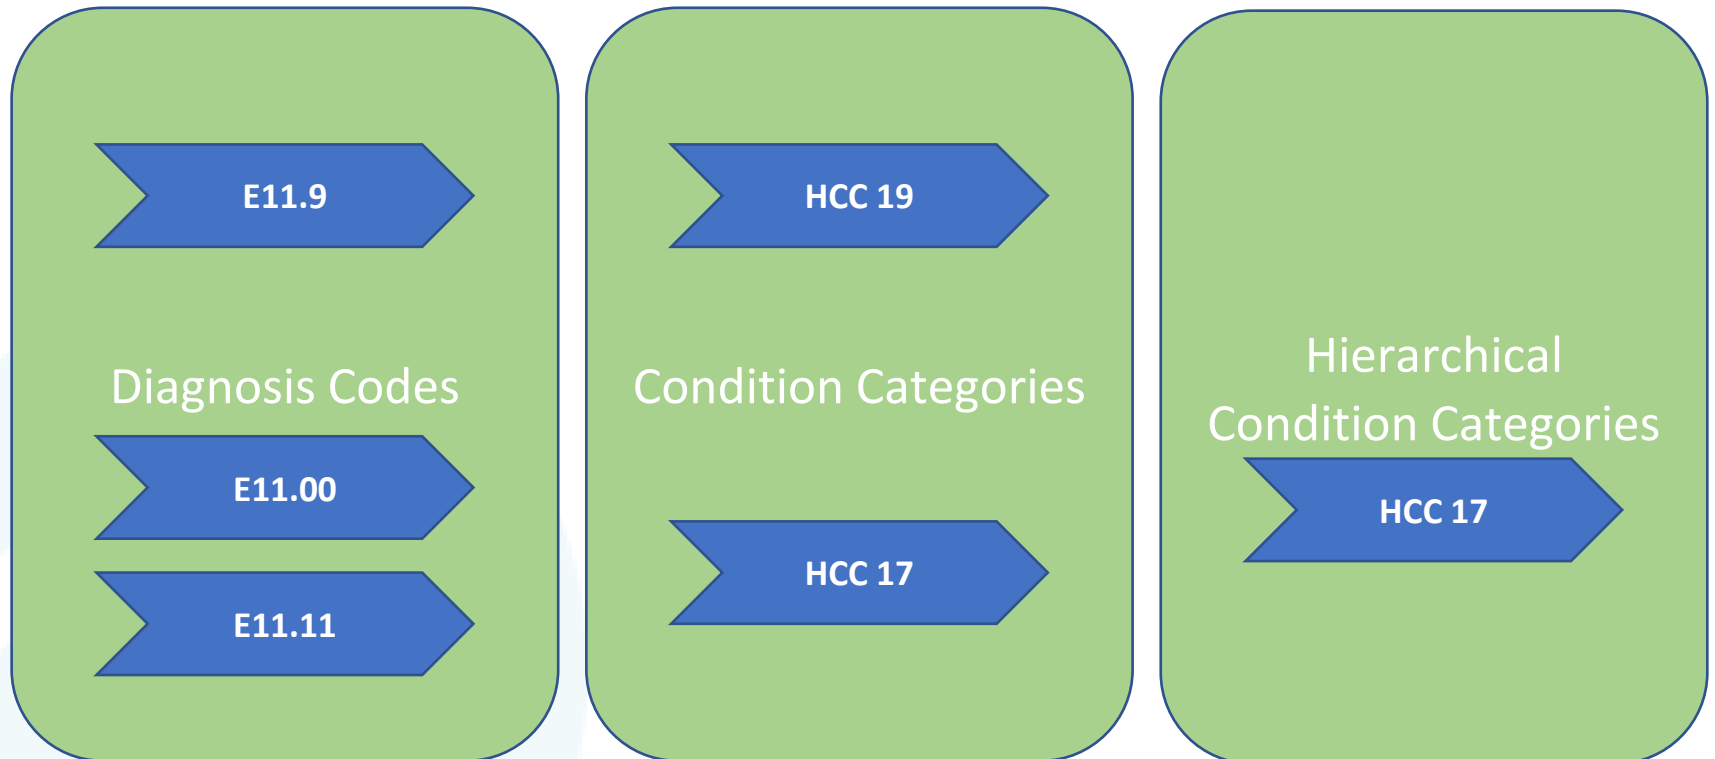 E11.9
Diagnosis Codes
E11.00
E11.11
HCC 19
Condition Categories
HCC 17
Hierarchical
Condition Categories
HCC 17